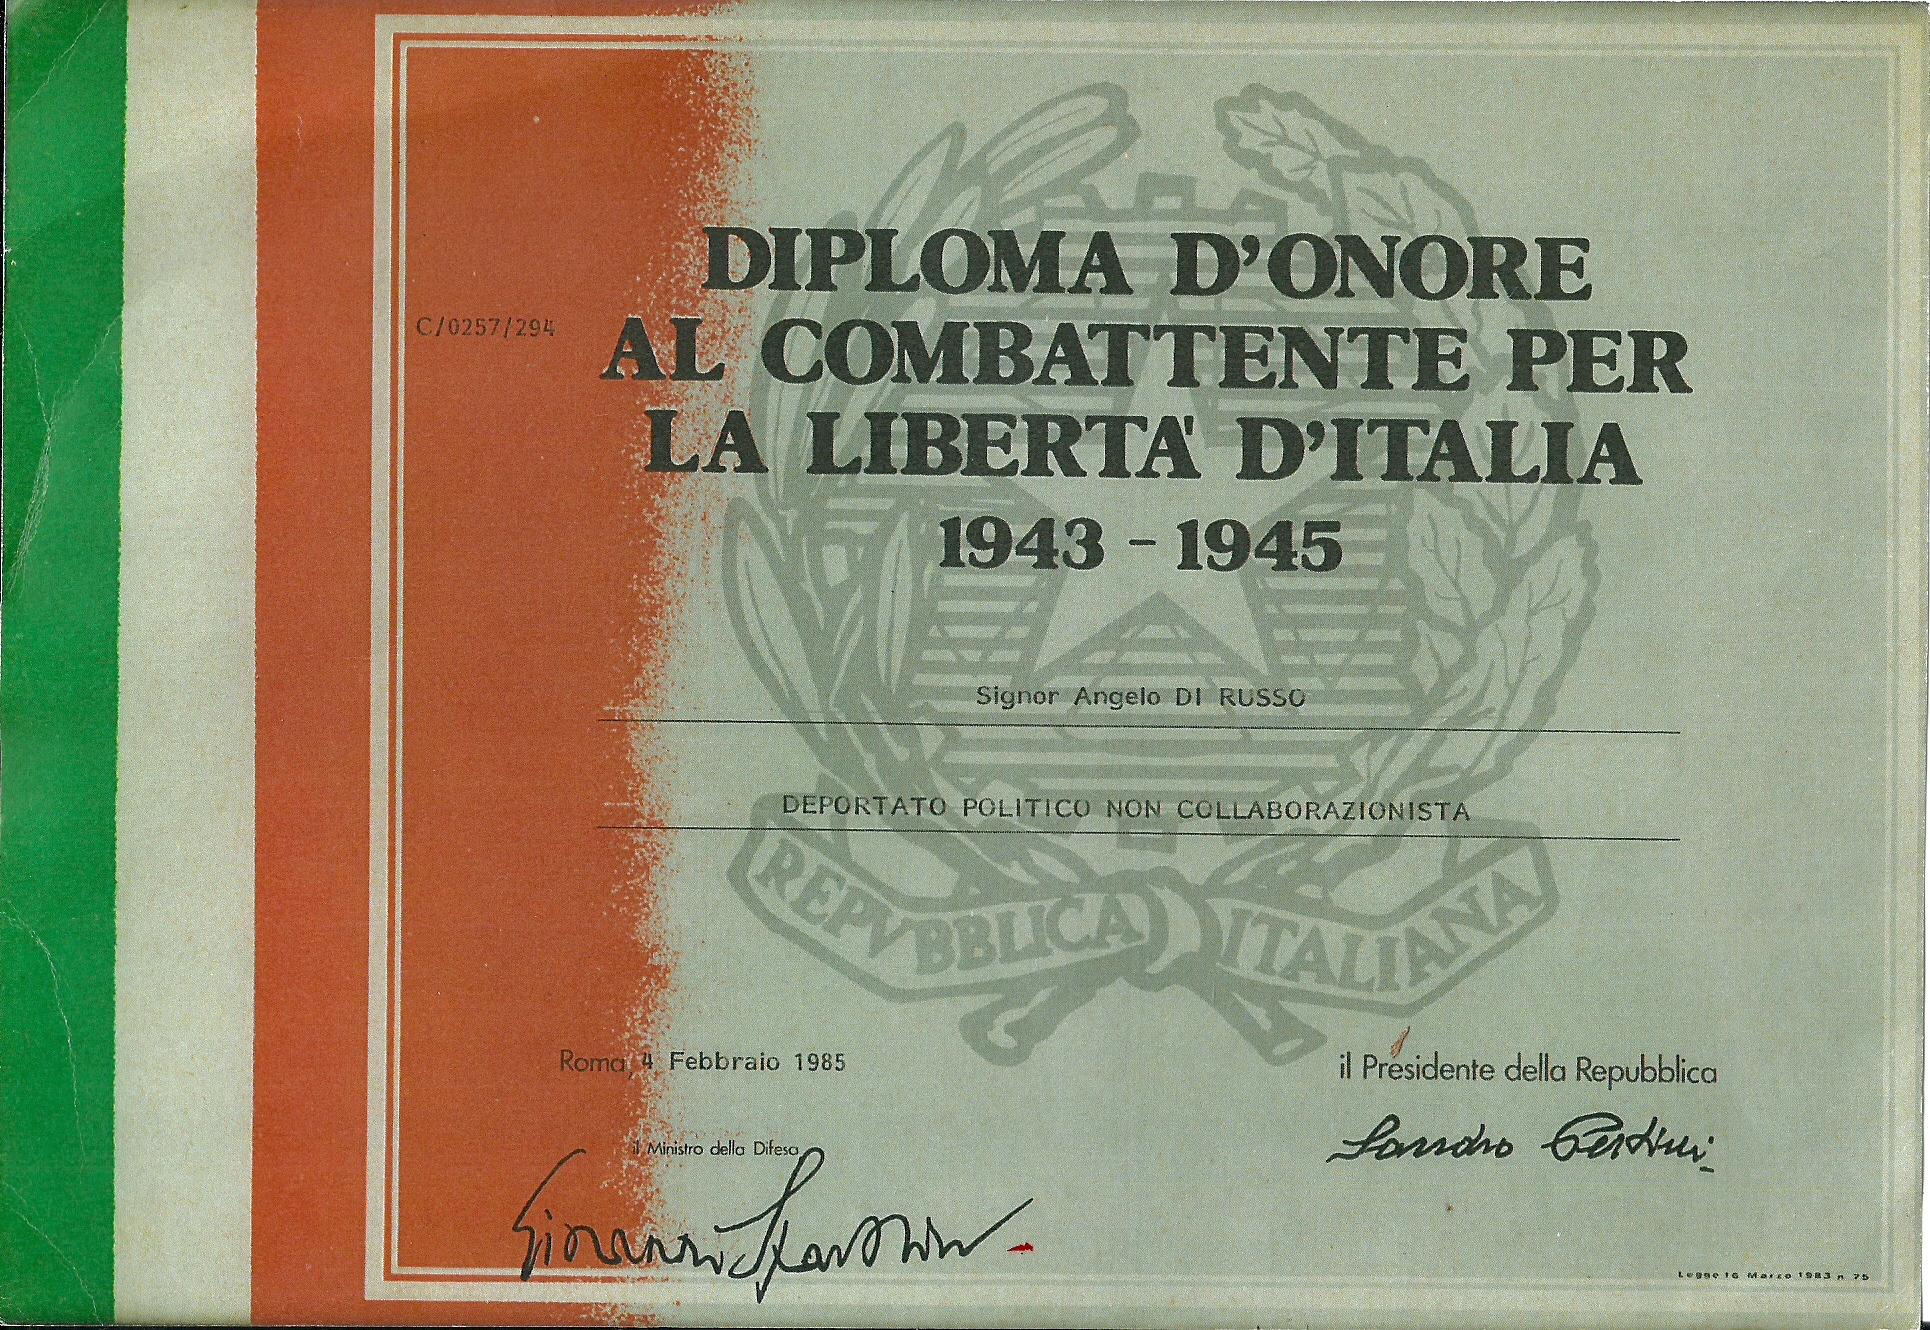 DIPLOMA D'ONORE
C/0257/294
AL COMBATTENTE PER
LA LIBERTA' D'ITALIA
1943 - 1945
Signor Angelo DI RUSSO
DEPORTATO POLITICO NON COLLABORAZIONISTA
REPVBBLICA ITALIANA
Roma, 4 Febbraio 1985
il Presidente della Repubblica
Sandro Pertini
il Ministro della Difesa
Giovanni Spadolini
Legge 16 Marzo 1983 n. 75